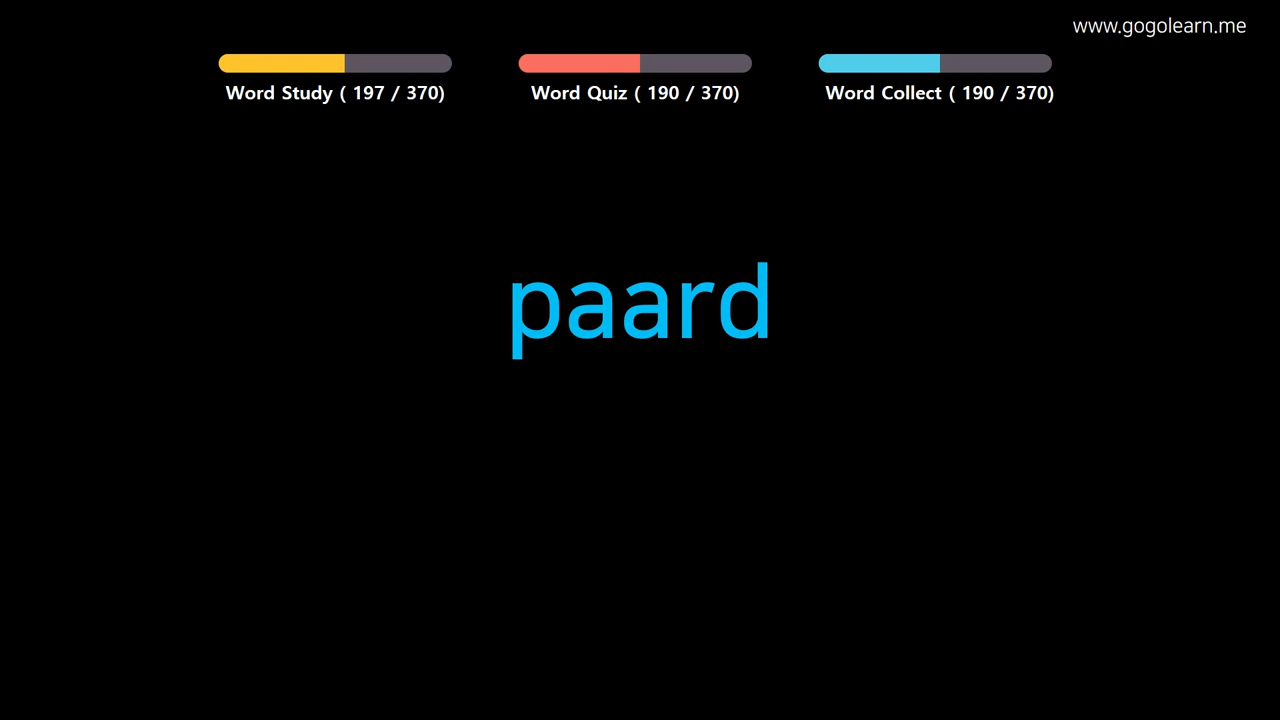 www.gogolearn.me
Word Study ( 197 / 370)
Word Quiz ( 190 / 370)
Word Collect ( 190 / 370)
paard